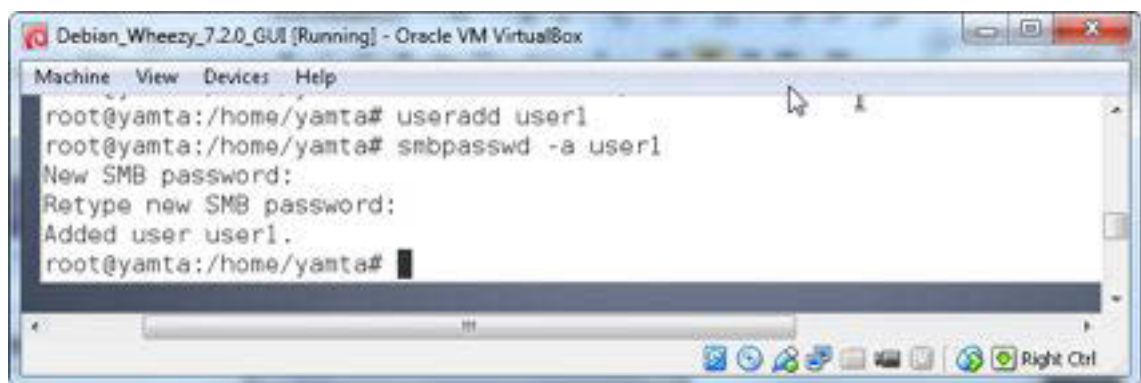 Debian_Wheezy_7.2.0_GUI [Running] - Oracle VM VirtualBox
Machine View Devices Help
root@yamta:/home/yamta# useradd user1
root@yamta:/home/yamta# smbpasswd -a user1
New SMB password:
Retype new SMB password:
Added user user1.
root@yamta:/home/yamta#
Right Ctrl